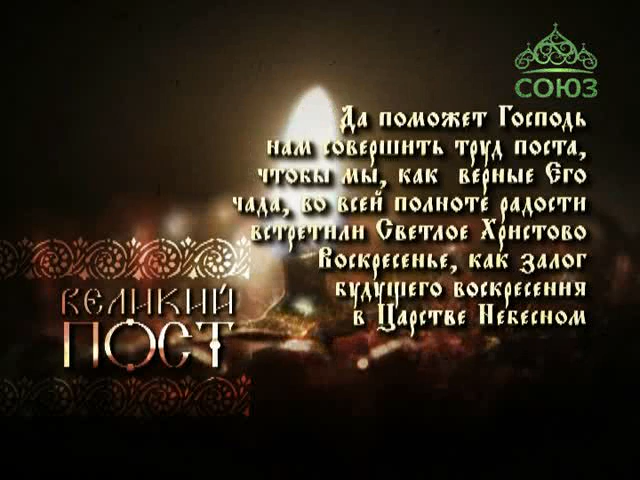 СОЮЗ
Да поможет Господь
нам совершить труд поста,
чтобы мы, как верные Его
чада, во всей полноте радости
встретили Светлое Христово
Воскресенье, как залог
будущего воскресения
в Царстве Небесном
ВЕЛИКИЙ
ПОСТ